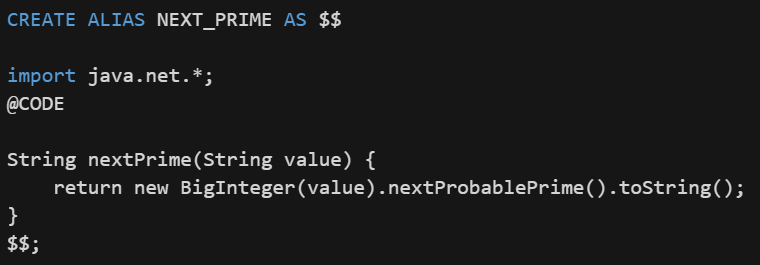 CREATE ALIAS NEXT_PRIME AS $$
import java.net.*;
@CODE
String nextPrime(String value) {
    return new BigInteger(value).nextProbablePrime().toString();
}
$$;